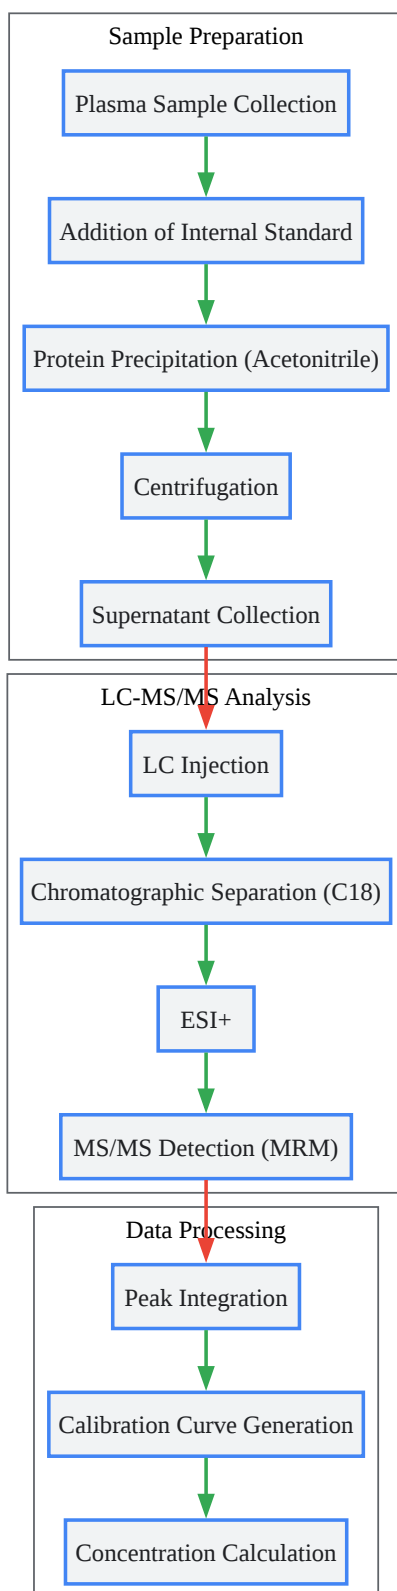 Sample Preparation
Plasma Sample Collection
Addition of Internal Standard
Protein Precipitation (Acetonitrile)
Centrifugation
Supernatant Collection
LC-MS/MS Analysis
LC Injection
Chromatographic Separation (C18)
ESI+
MS/MS Detection (MRM)
Data Processing
Peak Integration
Calibration Curve Generation
Concentration Calculation